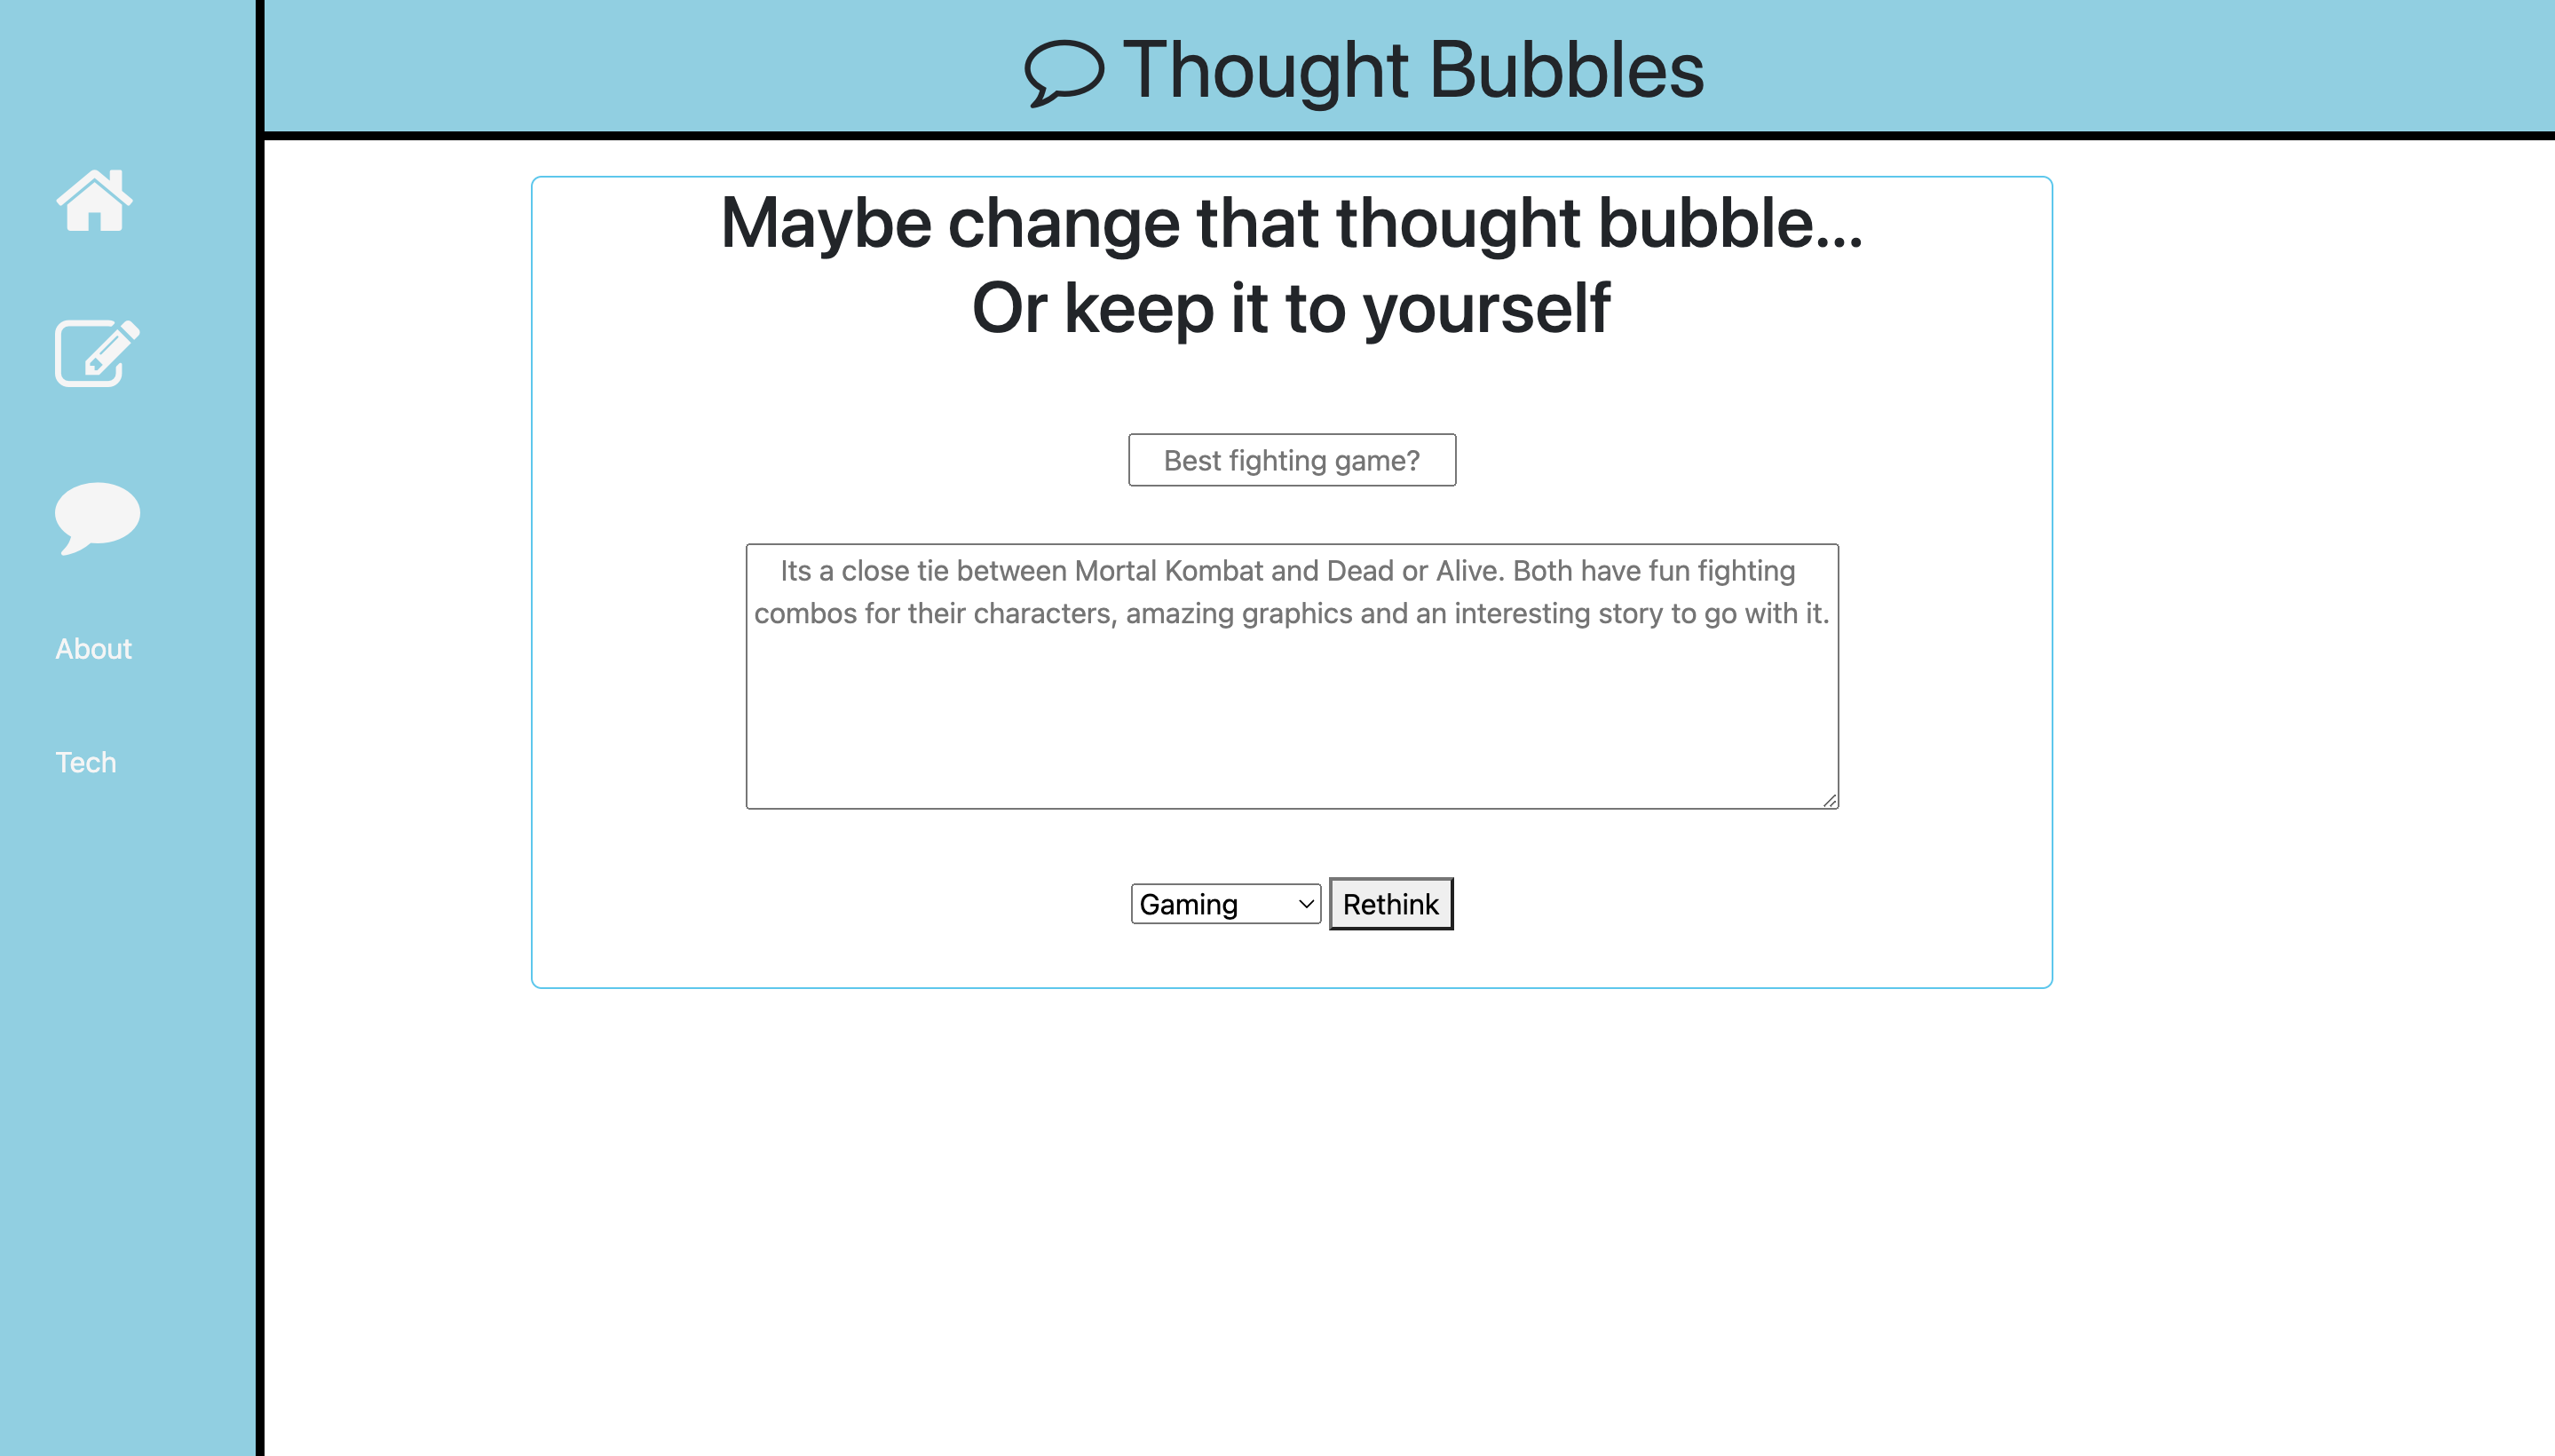 Thought Bubbles
Maybe change that thought bubble...
Or keep it to yourself
Best fighting game?
Its a close tie between Mortal Kombat and Dead or Alive. Both have fun fighting
combos for their characters, amazing graphics and an interesting story to go with it.
About
Tech
Gaming
Rethink